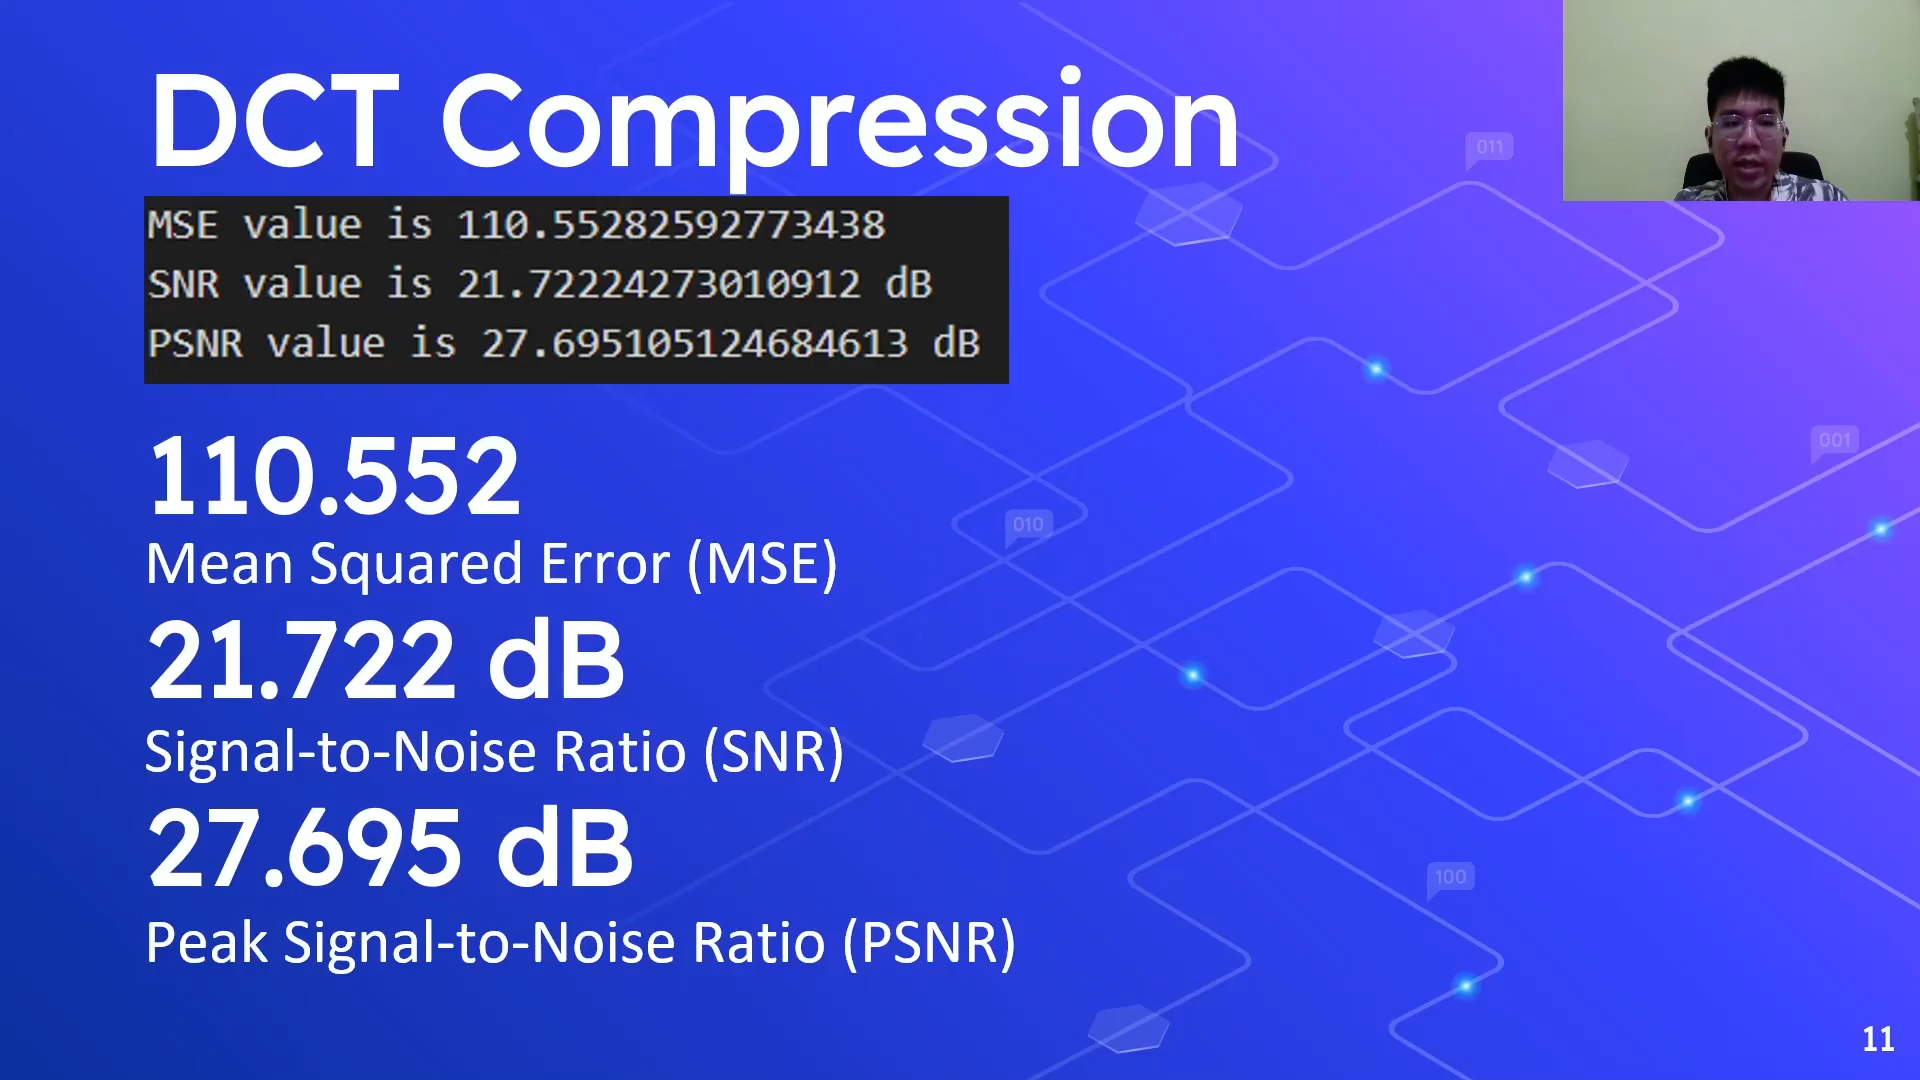 DCT Compression
MSE value is 110.55282592773438
SNR value is 21.72224273010912 dB
PSNR value is 27.695105124684613 dB
110.552
Mean Squared Error (MSE)
21.722 dB
Signal-to-Noise Ratio (SNR)
27.695 dB
Peak Signal-to-Noise Ratio (PSNR)
011
001
010
100
11